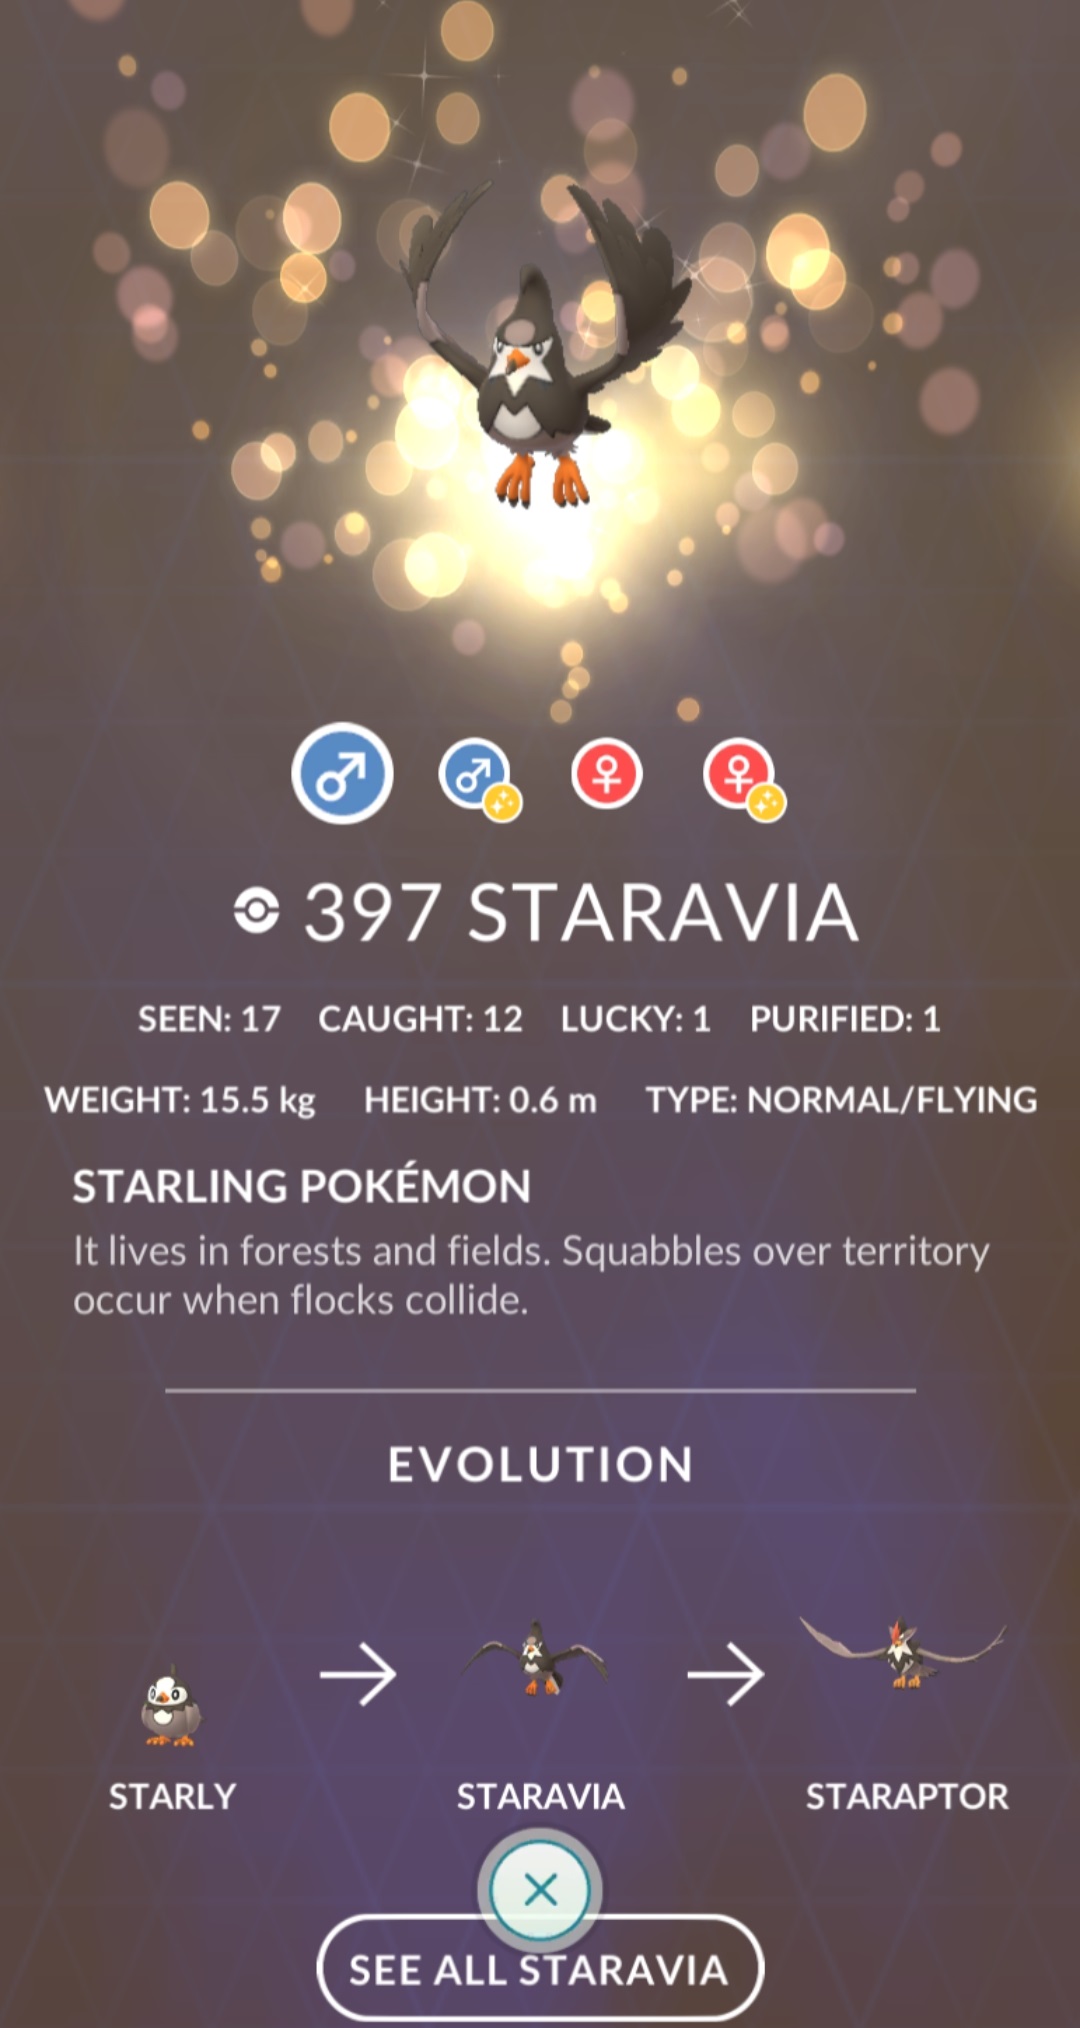 397 STARAVIA
SEEN: 17 CAUGHT: 12 LUCKY: 1 PURIFIED: 1
WEIGHT: 15.5 kg HEIGHT: 0.6 m TYPE: NORMAL/FLYING
STARLING POKÉMON
It lives in forests and fields. Squabbles over territory
occur when flocks collide.
EVOLUTION
STARLY STARAVIA STARAPTOR
SEE ALL STARAVIA